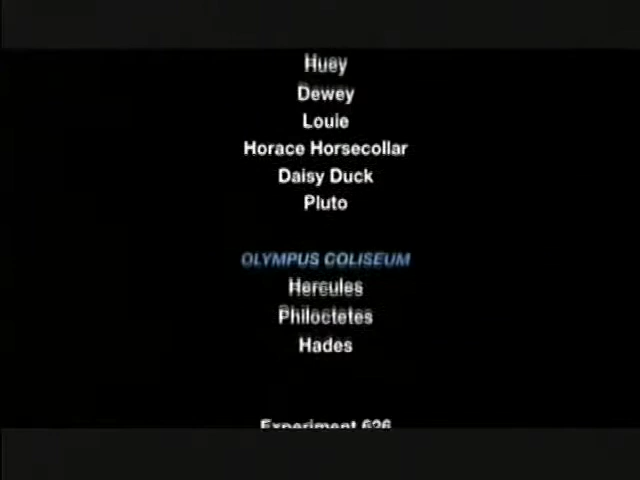 Huey
Dewey
Louie
Horace Horsecollar
Daisy Duck
Pluto
OLYMPUS COLISEUM
Hercules
Philoctetes
Hades
Experiment 626